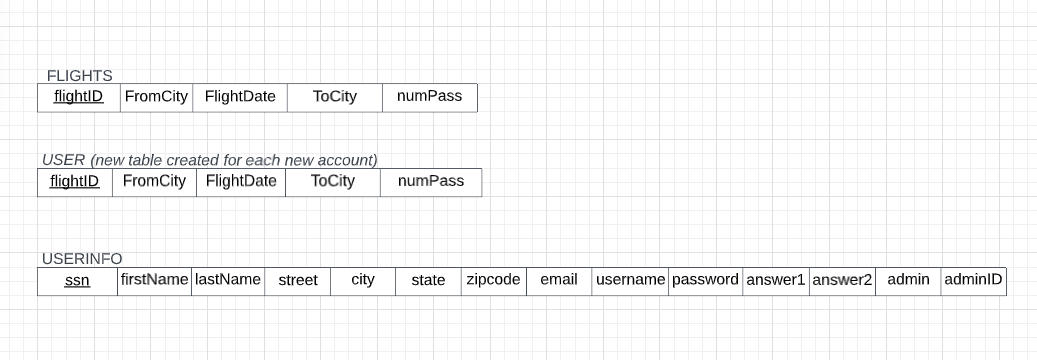 FLIGHTS
flightID FromCity FlightDate ToCity numPass
USER (new table created for each new account)
flightID FromCity FlightDate ToCity numPass
USERINFO
ssn firstName lastName street city state zipcode email username password answer1 answer2 admin adminID